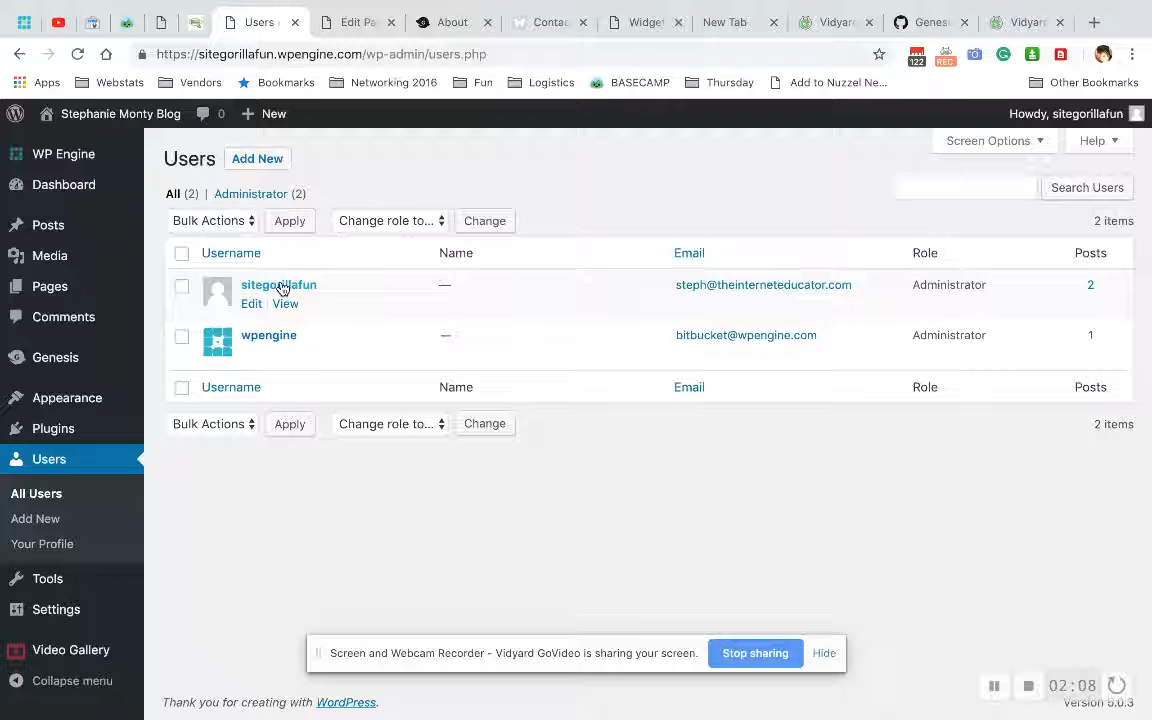 Users
Edit Pa
About
Contac
Widget
New Tab
Vidyard
Genes
Vidyard
https://sitegorillafun.wpengine.com/wp-admin/users.php
122
REC
Apps
Webstats
Vendors
Bookmarks
Networking 2016
Fun
Logistics
BASECAMP
Thursday
Add to Nuzzel Ne...
Other Bookmarks
Stephanie Monty Blog
0
New
Howdy, sitegorillafun
WP Engine
Dashboard
Posts
Media
Pages
Comments
Genesis
Appearance
Plugins
Users
All Users
Add New
Your Profile
Tools
Settings
Video Gallery
Collapse menu
Screen Options
Help
Users
Add New
All (2) | Administrator (2)
Search Users
Bulk Actions
Apply
Change role to...
Change
2 items
Username
Name
Email
Role
Posts
sitegorillafun
—
steph@theinterneteducator.com
Administrator
2
Edit | View
wpengine
—
bitbucket@wpengine.com
Administrator
1
Username
Name
Email
Role
Posts
Bulk Actions
Apply
Change role to...
Change
2 items
Screen and Webcam Recorder - Vidyard GoVideo is sharing your screen.
Stop sharing
Hide
02:08
Thank you for creating with WordPress.
Version 5.0.3